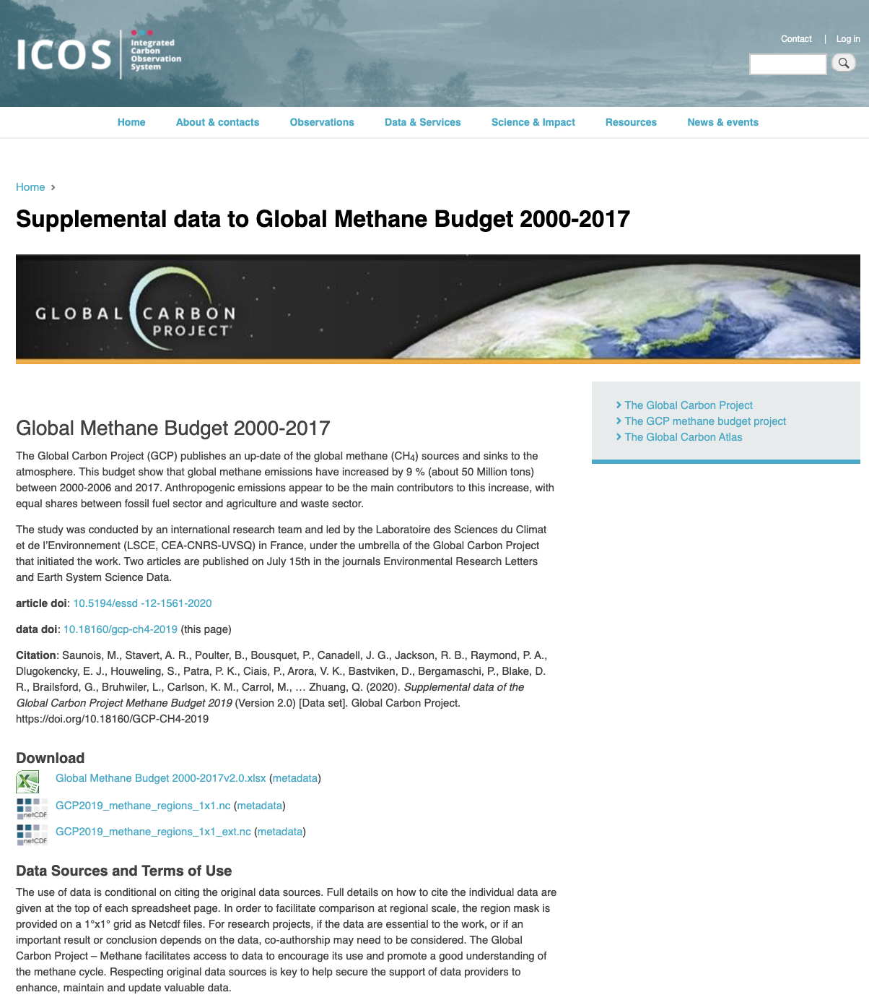 ICOS
Integrated
Carbon
Observation
System
Contact | Log in
Home About & contacts Observations Data & Services Science & Impact Resources News & events
Home ›
Supplemental data to Global Methane Budget 2000-2017
GLOBAL CARBON
PROJECT
The Global Carbon Project
The GCP methane budget project
The Global Carbon Atlas
Global Methane Budget 2000-2017
The Global Carbon Project (GCP) publishes an up-date of the global methane (CH4) sources and sinks to the
atmosphere. This budget show that global methane emissions have increased by 9 % (about 50 Million tons)
between 2000-2006 and 2017. Anthropogenic emissions appear to be the main contributors to this increase, with
equal shares between fossil fuel sector and agriculture and waste sector.
The study was conducted by an international research team and led by the Laboratoire des Sciences du Climat
et de l’Environnement (LSCE, CEA-CNRS-UVSQ) in France, under the umbrella of the Global Carbon Project
that initiated the work. Two articles are published on July 15th in the journals Environmental Research Letters
and Earth System Science Data.
article doi: 10.5194/essd -12-1561-2020
data doi: 10.18160/gcp-ch4-2019 (this page)
Citation: Saunois, M., Stavert, A. R., Poulter, B., Bousquet, P., Canadell, J. G., Jackson, R. B., Raymond, P. A.,
Dlugokencky, E. J., Houweling, S., Patra, P. K., Ciais, P., Arora, V. K., Bastviken, D., Bergamaschi, P., Blake, D.
R., Brailsford, G., Bruhwiler, L., Carlson, K. M., Carrol, M., … Zhuang, Q. (2020). Supplemental data of the
Global Carbon Project Methane Budget 2019 (Version 2.0) [Data set]. Global Carbon Project.
https://doi.org/10.18160/GCP-CH4-2019
Download
Global Methane Budget 2000-2017v2.0.xlsx (metadata)
netCDF GCP2019_methane_regions_1x1.nc (metadata)
netCDF GCP2019_methane_regions_1x1_ext.nc (metadata)
Data Sources and Terms of Use
The use of data is conditional on citing the original data sources. Full details on how to cite the individual data are
given at the top of each spreadsheet page. In order to facilitate comparison at regional scale, the region mask is
provided on a 1°x1° grid as Netcdf files. For research projects, if the data are essential to the work, or if an
important result or conclusion depends on the data, co-authorship may need to be considered. The Global
Carbon Project – Methane facilitates access to data to encourage its use and promote a good understanding of
the methane cycle. Respecting original data sources is key to help secure the support of data providers to
enhance, maintain and update valuable data.